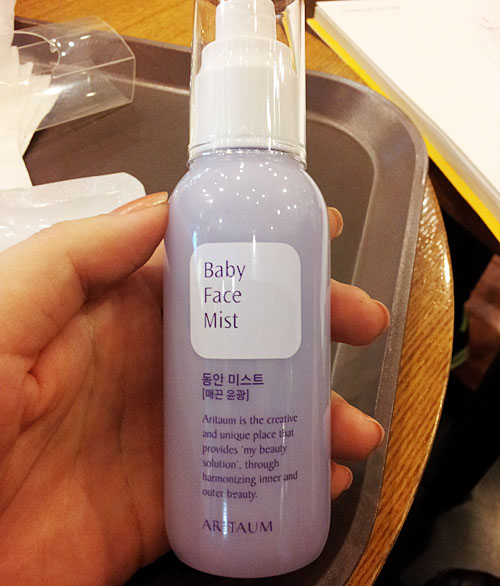 Baby
Face
Mist
동안 미스트
[매끈 윤광]
Aritaum is the creative
and unique place that
provides 'my beauty
solution', through
harmonizing inner and
outer beauty.
ARITAUM